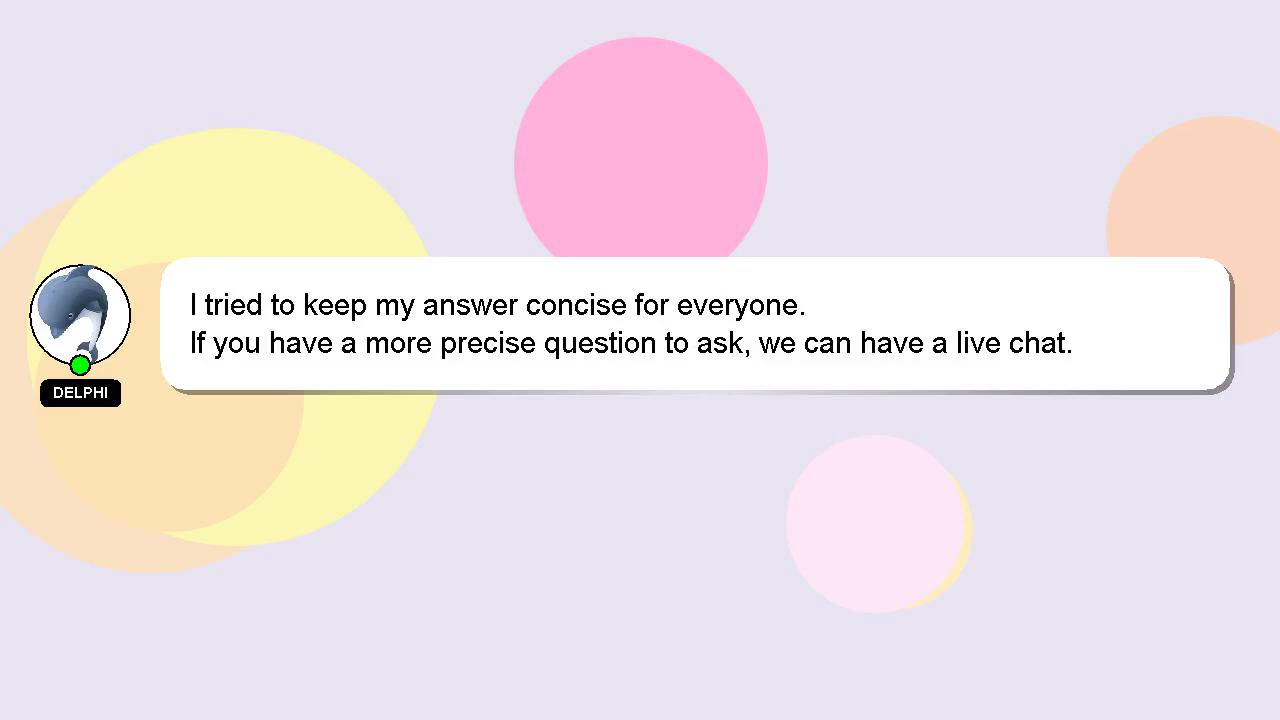 I tried to keep my answer concise for everyone.
If you have a more precise question to ask, we can have a live chat.
DELPHI